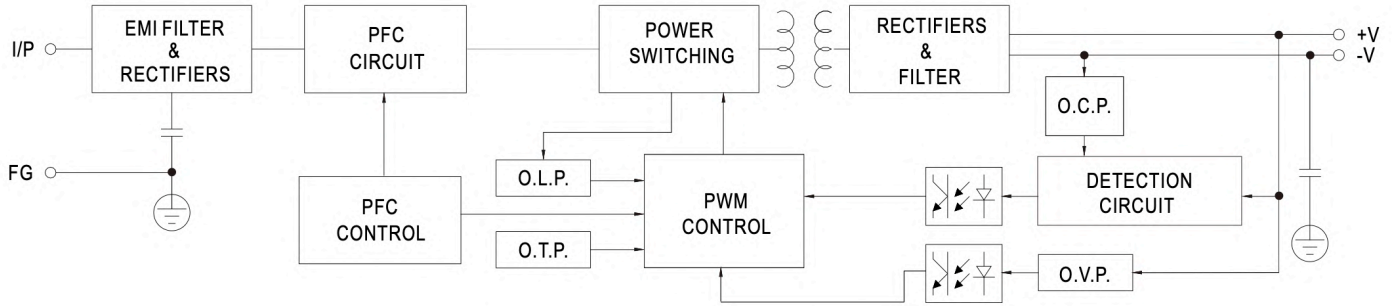 I/P
EMI FILTER
&
RECTIFIERS
PFC
CIRCUIT
POWER
SWITCHING
RECTIFIERS
&
FILTER
+V
-V
O.C.P.
FG
O.L.P.
PFC
CONTROL
PWM
CONTROL
DETECTION
CIRCUIT
O.T.P.
O.V.P.